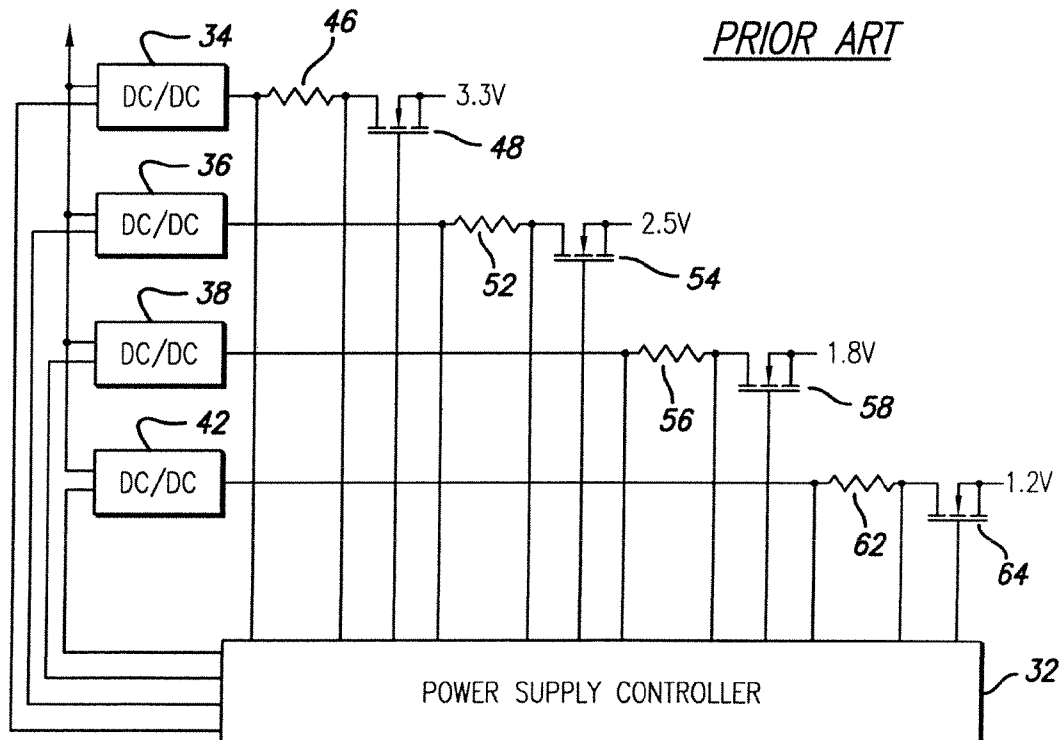 PRIOR ART
34
46
DC/DC
3.3V
48
36
DC/DC
2.5V
52
54
38
DC/DC
1.8V
56
58
42
DC/DC
1.2V
62
64
32
POWER SUPPLY CONTROLLER